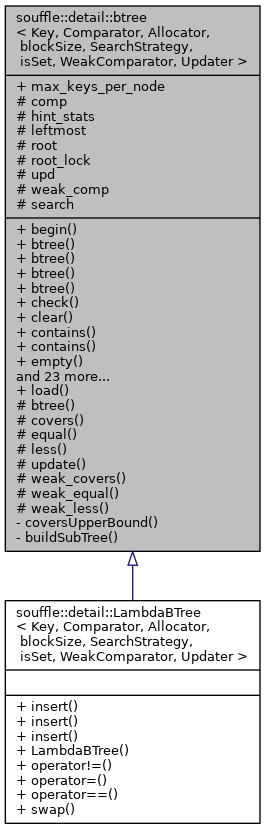 souffle::detail::btree
< Key, Comparator, Allocator,
blockSize, SearchStrategy,
isSet, WeakComparator, Updater >
+ max_keys_per_node
# comp
# hint_stats
# leftmost
# root
# root_lock
# upd
# weak_comp
# search
+ begin()
+ btree()
+ btree()
+ btree()
+ btree()
+ check()
+ clear()
+ contains()
+ contains()
+ empty()
and 23 more...
+ load()
# btree()
# covers()
# equal()
# less()
# update()
# weak_covers()
# weak_equal()
# weak_less()
- coversUpperBound()
- buildSubTree()
souffle::detail::LambdaBTree
< Key, Comparator, Allocator,
blockSize, SearchStrategy,
isSet, WeakComparator, Updater >
+ insert()
+ insert()
+ insert()
+ LambdaBTree()
+ operator!=()
+ operator=()
+ operator==()
+ swap()